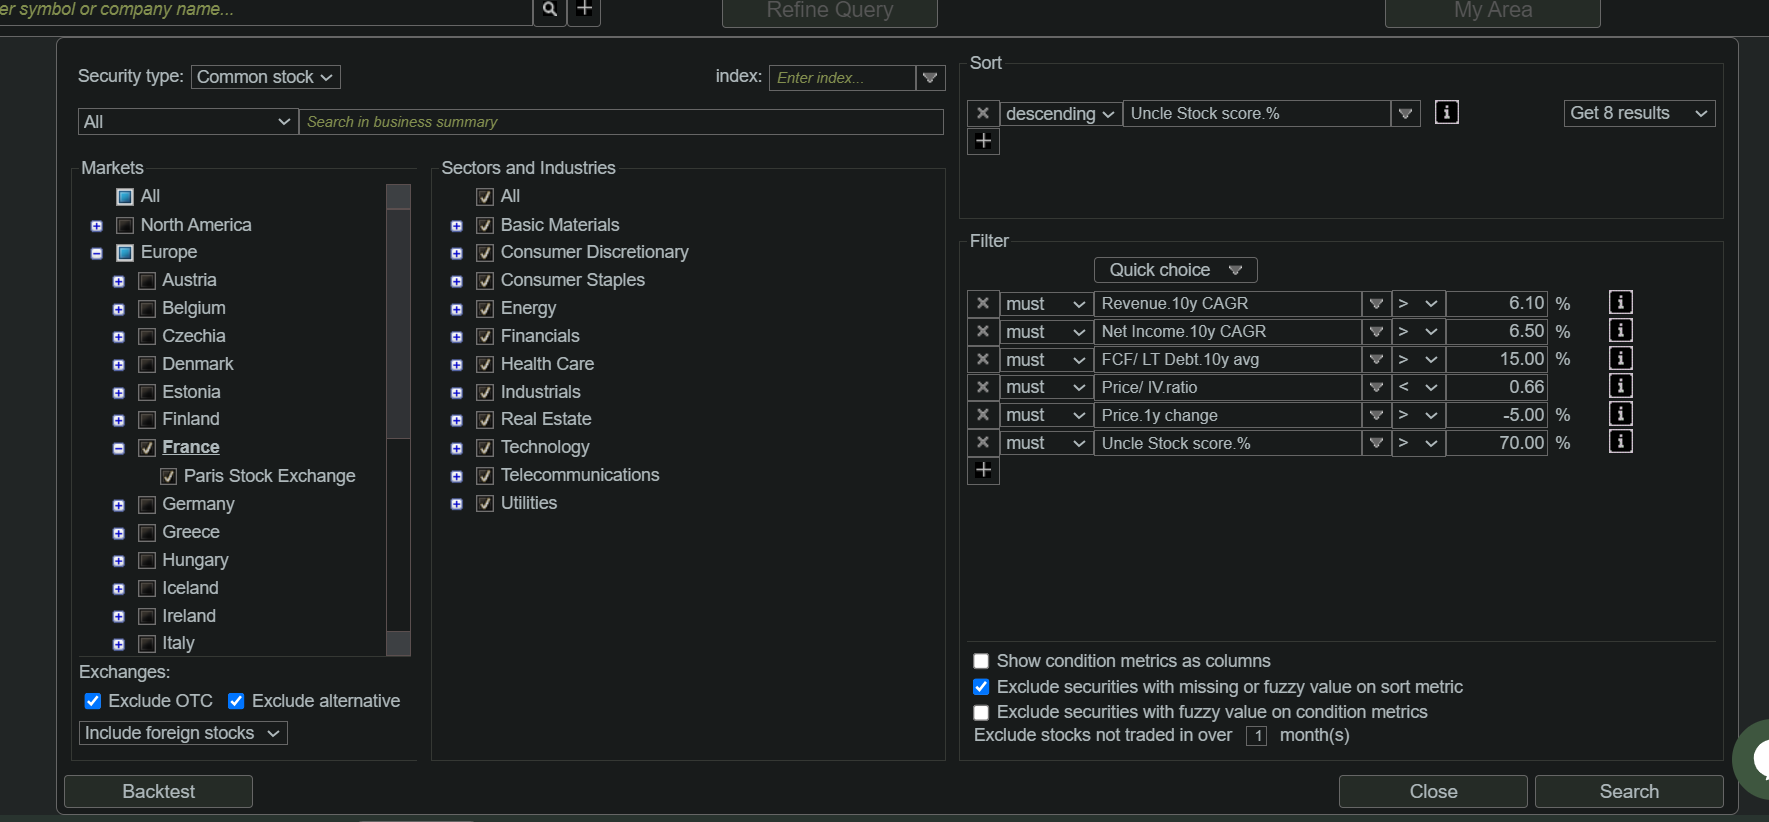 er symbol or company name...
Refine Query
My Area
Security type: Common stock
index: Enter index...
All
Search in business summary
Markets
All
North America
Europe
Austria
Belgium
Czechia
Denmark
Estonia
Finland
France
Paris Stock Exchange
Germany
Greece
Hungary
Iceland
Ireland
Italy
Exchanges:
Exclude OTC Exclude alternative
Include foreign stocks
Sectors and Industries
All
Basic Materials
Consumer Discretionary
Consumer Staples
Energy
Financials
Health Care
Industrials
Real Estate
Technology
Telecommunications
Utilities
Sort
descending Uncle Stock score.% Get 8 results
Filter
Quick choice
must Revenue.10y CAGR > 6.10 %
must Net Income.10y CAGR > 6.50 %
must FCF/ LT Debt.10y avg > 15.00 %
must Price/ IV.ratio < 0.66
must Price.1y change > -5.00 %
must Uncle Stock score.% > 70.00 %
Show condition metrics as columns
Exclude securities with missing or fuzzy value on sort metric
Exclude securities with fuzzy value on condition metrics
Exclude stocks not traded in over 1 month(s)
Backtest
Close
Search